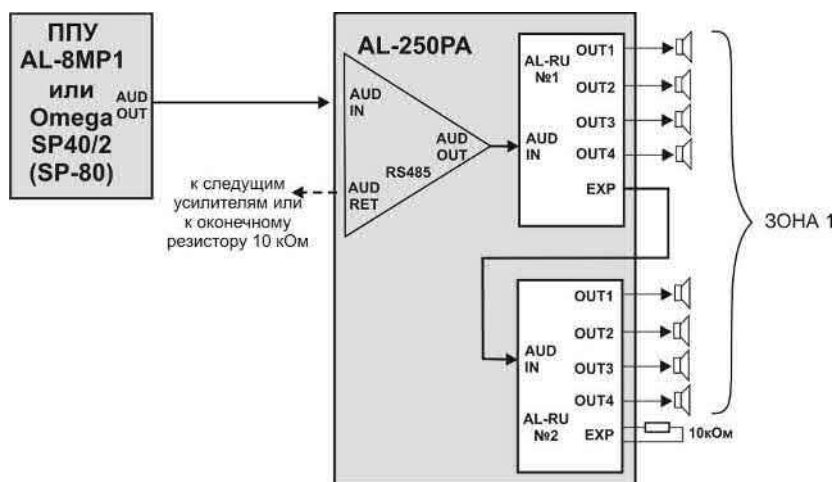 ППУ
AL-8MP1
или
Omega
SP40/2
(SP-80)
AUD
OUT
AL-250PA
AUD
IN
AUD
OUT
RS485
AUD
RET
к следущим
усилителям или
к оконечному
резистору 10 кОм
AL-RU
№1
AUD
IN
OUT1
OUT2
OUT3
OUT4
EXP
ЗОНА 1
OUT1
OUT2
AUD
IN
OUT3
OUT4
AL-RU
№2
EXP
10кОм